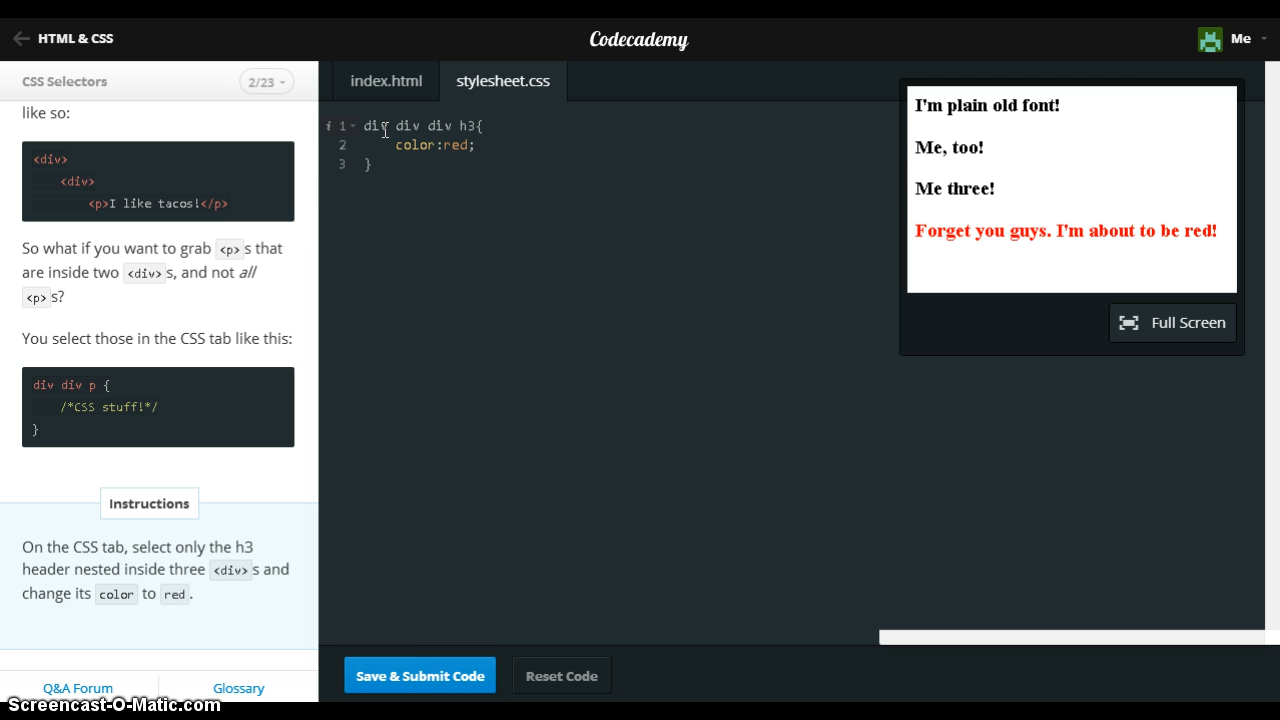 HTML & CSS
Codecademy
Me
CSS Selectors
2/23
index.html
stylesheet.css
like so:
<div>
<div>
<p>I like tacos!</p>
So what if you want to grab <p>s that
are inside two <div>s, and not all
<p>s?
You select those in the CSS tab like this:
div div p {
/*CSS stuff!*/
}
Instructions
On the CSS tab, select only the h3
header nested inside three <div>s and
change its color to red.
Q&A Forum
Glossary
i 1 div div div h3{
2 color:red;
3 }
I'm plain old font!
Me, too!
Me three!
Forget you guys. I'm about to be red!
Full Screen
Save & Submit Code
Reset Code
Screencast-O-Matic.com